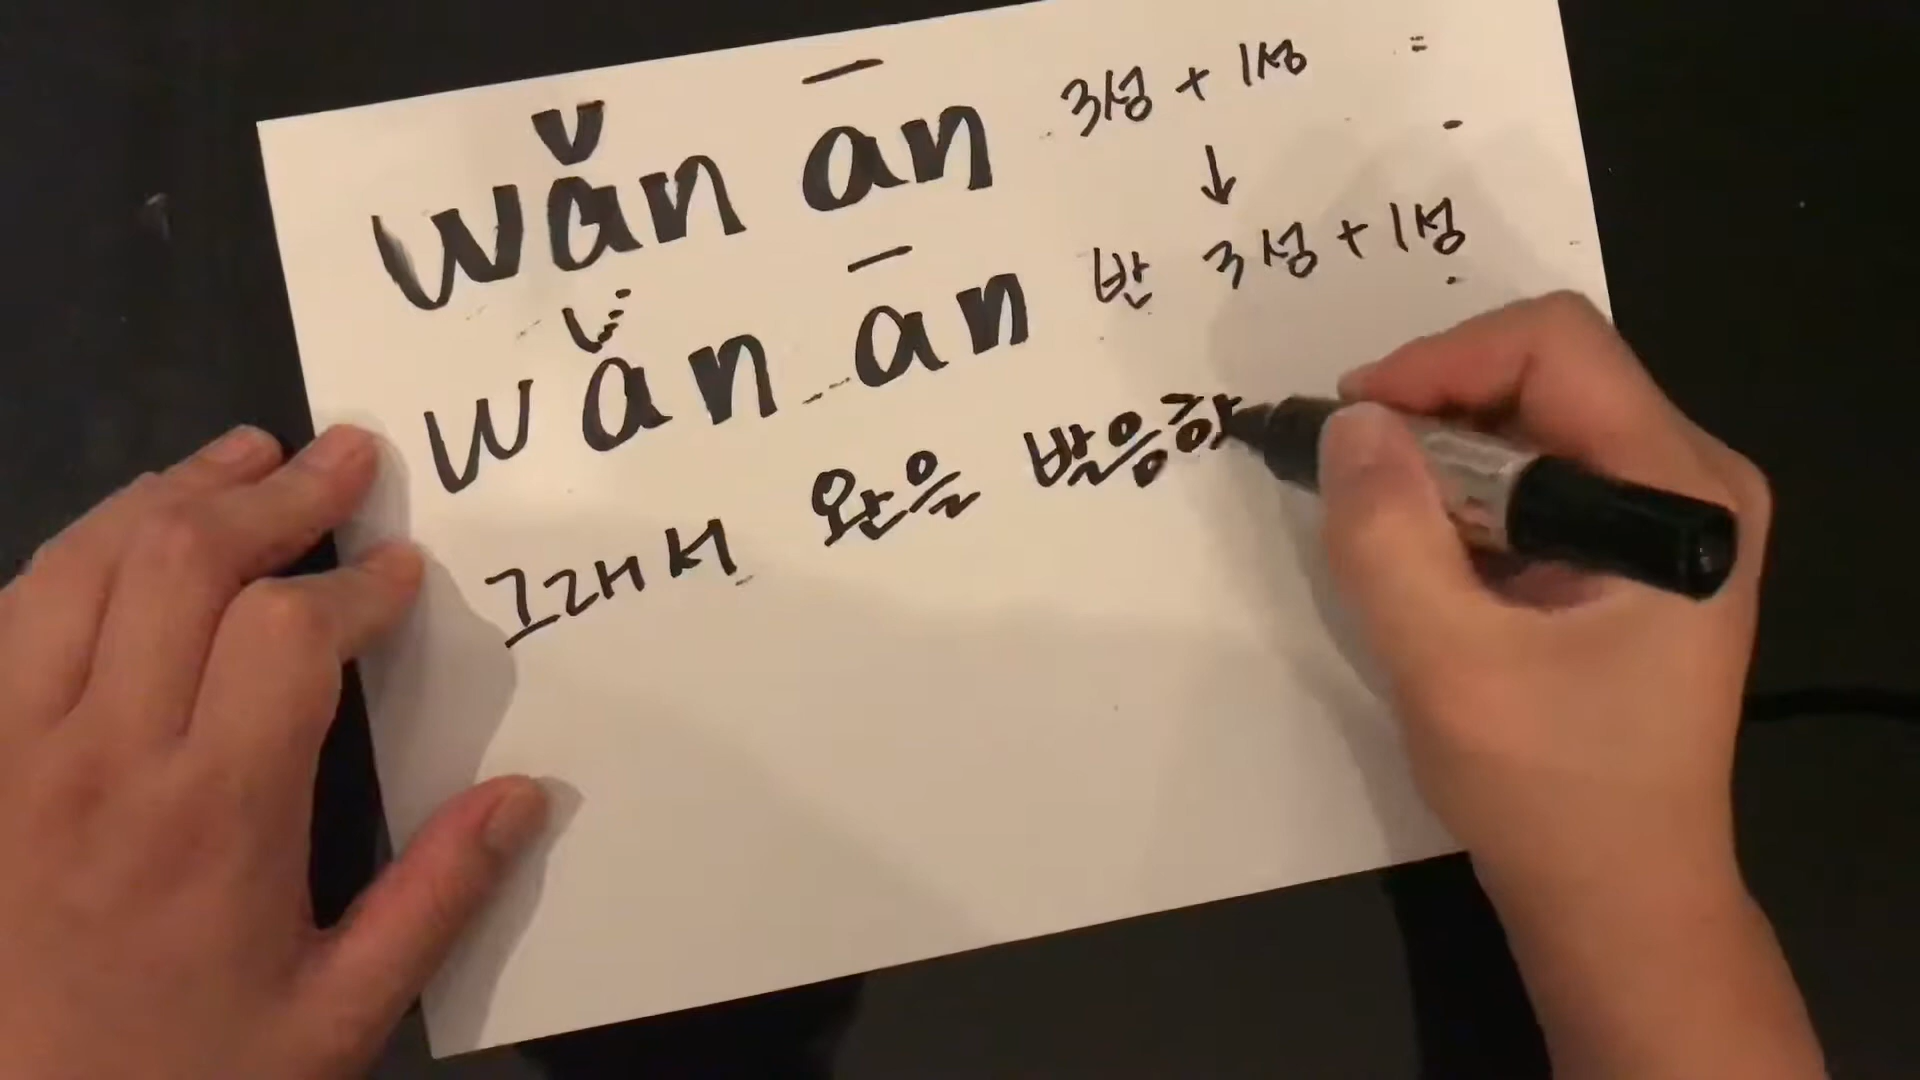 wǎn ān 3성 + 1성 =
↓
wǎn ān 반 3성 + 1성
그래서 완을 발음하